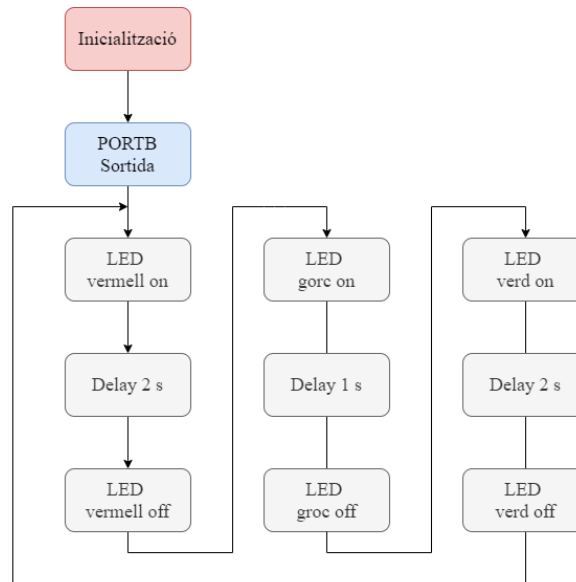 Inicialització
PORTB
Sortida
LED
vermell on
Delay 2 s
LED
vermell off
LED
gorc on
Delay 1 s
LED
groc off
LED
verd on
Delay 2 s
LED
verd off